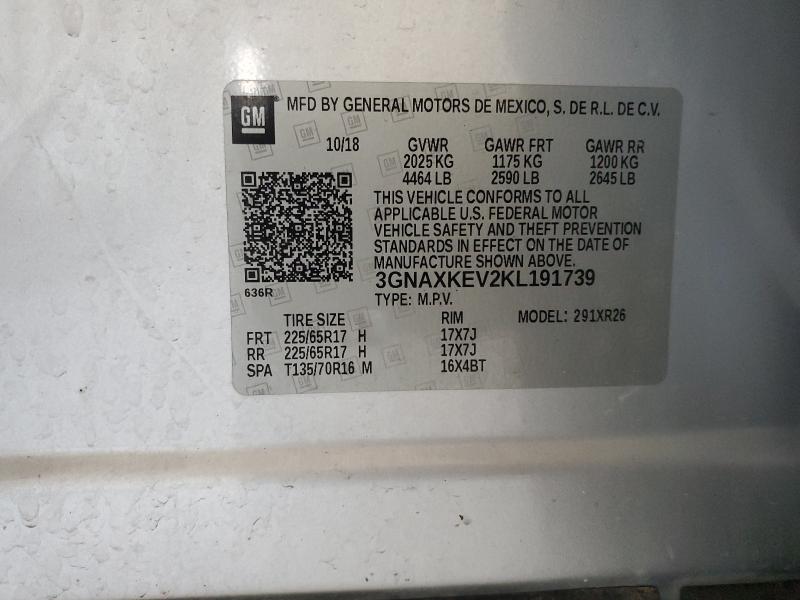 GM
MFD BY GENERAL MOTORS DE MEXICO, S. DE R.L. DE C.V.
10/18 GVWR GAWR FRT GAWR RR
2025 KG 1175 KG 1200 KG
4464 LB 2590 LB 2645 LB
THIS VEHICLE CONFORMS TO ALL
APPLICABLE U.S. FEDERAL MOTOR
VEHICLE SAFETY AND THEFT PREVENTION
STANDARDS IN EFFECT ON THE DATE OF
MANUFACTURE SHOWN ABOVE.
3GNAXKEV2KL191739
636R
TYPE: M.P.V.
TIRE SIZE RIM MODEL: 291XR26
FRT 225/65R17 H 17X7J
RR 225/65R17 H 17X7J
SPA T135/70R16 M 16X4BT